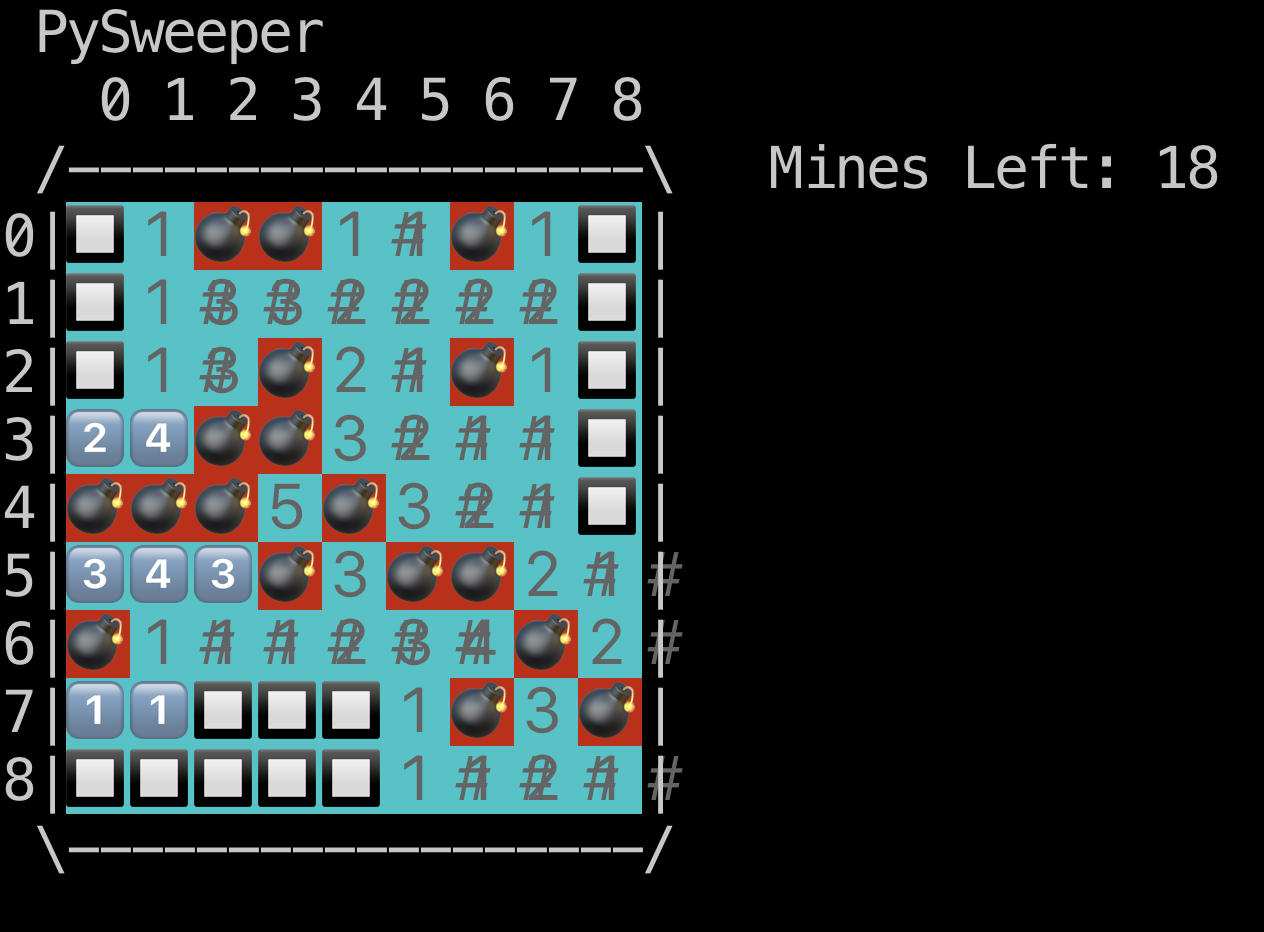 PySweeper
0 1 2 3 4 5 6 7 8
/---------\ Mines Left: 18
0|⬜ 1 💣 💣 1 #1 💣 1 ⬜|
1|⬜ 1 #3 #3 #2 #2 #2 #2 ⬜|
2|⬜ 1 #3 💣 2 #1 💣 1 ⬜|
3|2 4 💣 💣 3 #2 #1 #1 ⬜|
4|💣 💣 💣 5 💣 3 #2 #1 ⬜|
5|3 4 3 💣 3 💣 💣 2 #1 #|
6|💣 1 #1 #1 #2 #3 #4 💣 2 #|
7|1 1 ⬜ ⬜ ⬜ 1 💣 3 💣|
8|⬜ ⬜ ⬜ ⬜ ⬜ 1 #1 #2 #1 #|
\---------/